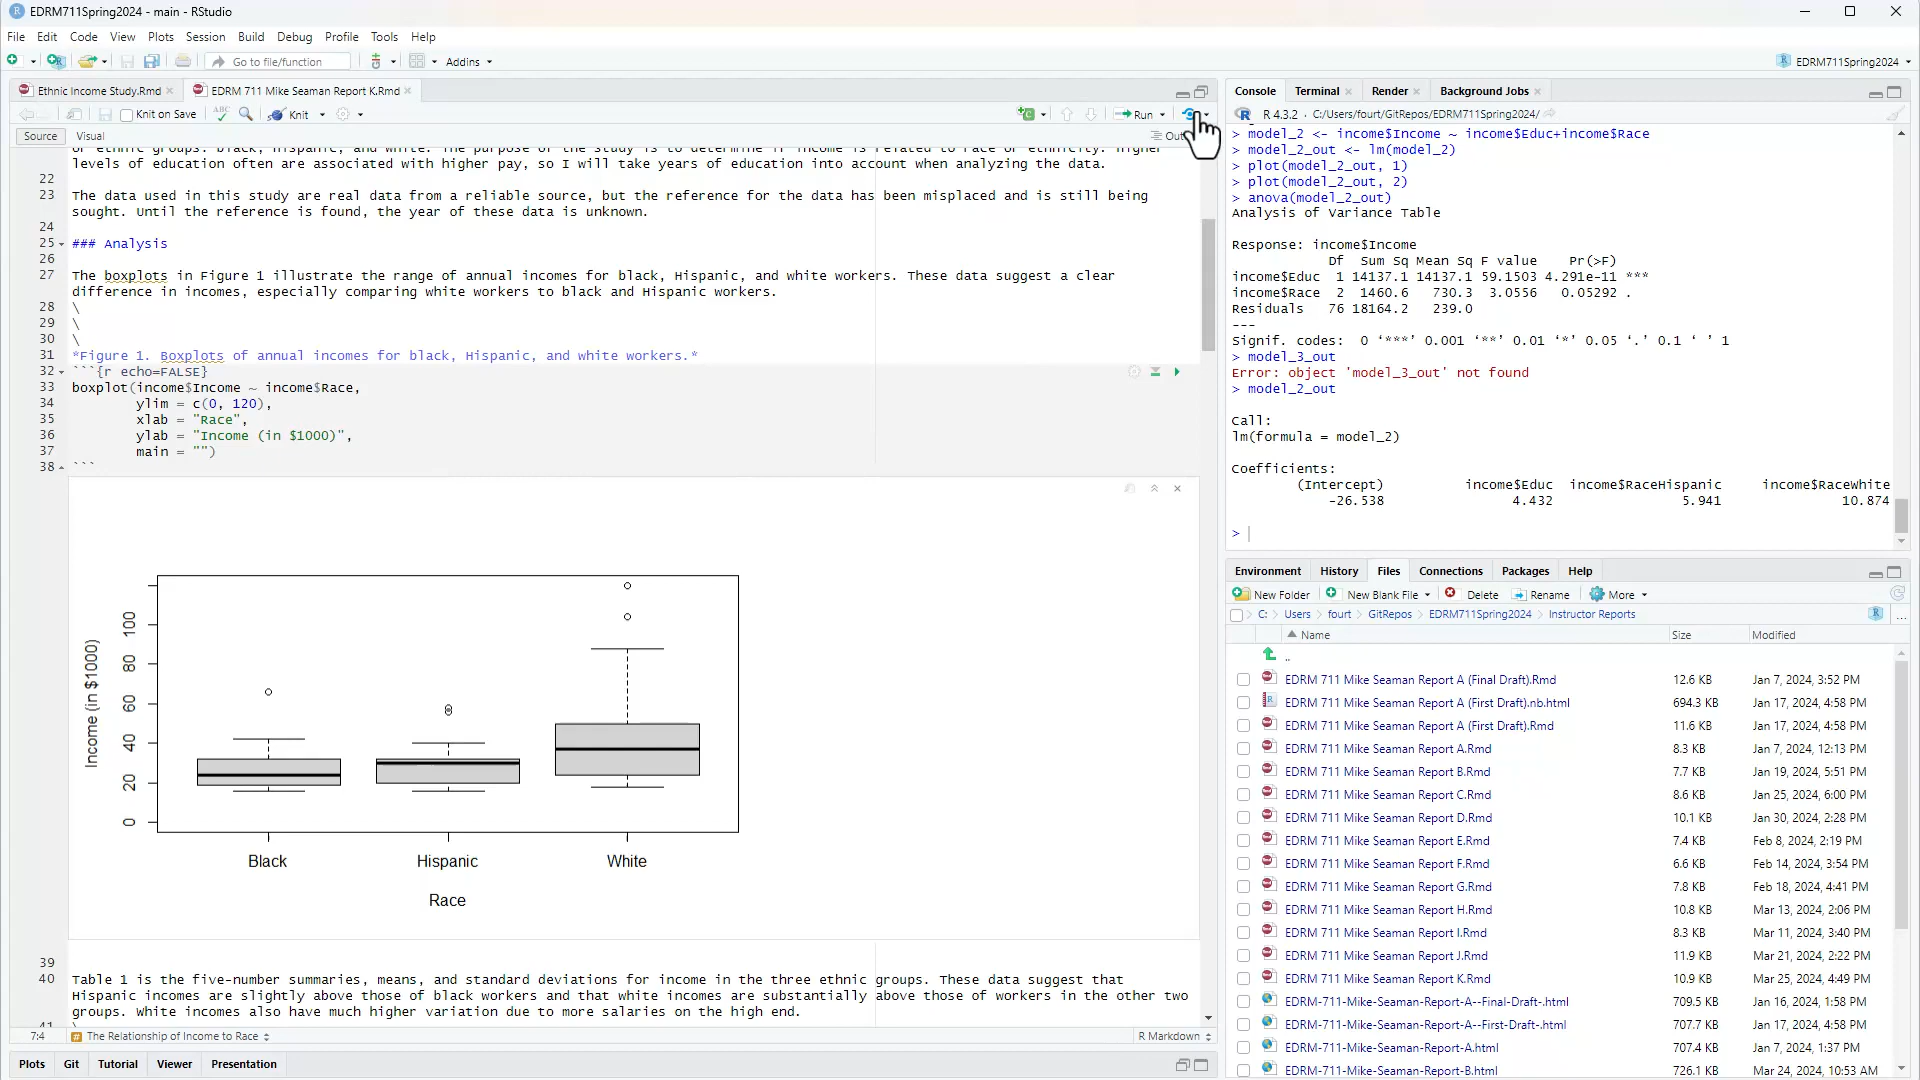 EDRM711Spring2024 - main - RStudio
File Edit Code View Plots Session Build Debug Profile Tools Help
Go to file/function Addins EDRM711Spring2024
Ethnic Income Study.Rmd EDRM 711 Mike Seaman Report K.Rmd
Knit on Save ABC Knit Run
Source Visual Out
levels of education often are associated with higher pay, so I will take years of education into account when analyzing the data.
22
23 The data used in this study are real data from a reliable source, but the reference for the data has been misplaced and is still being
sought. Until the reference is found, the year of these data is unknown.
24
25 ### Analysis
26
27 The boxplots in Figure 1 illustrate the range of annual incomes for black, Hispanic, and white workers. These data suggest a clear
difference in incomes, especially comparing white workers to black and Hispanic workers.
28 \
29 \
30 \
31 *Figure 1. Boxplots of annual incomes for black, Hispanic, and white workers.*
32 ```{r echo=FALSE}
33 boxplot(income$Income ~ income$Race,
34 ylim = c(0, 120),
35 xlab = "Race",
36 ylab = "Income (in $1000)",
37 main = "")
38 ```
Income (in $1000)
100
80
60
40
20
0
Black Hispanic White
Race
39
40 Table 1 is the five-number summaries, means, and standard deviations for income in the three ethnic groups. These data suggest that
Hispanic incomes are slightly above those of black workers and that white incomes are substantially above those of workers in the other two
groups. White incomes also have much higher variation due to more salaries on the high end.
41 \
7:4 The Relationship of Income to Race R Markdown
Plots Git Tutorial Viewer Presentation
Console Terminal Render Background Jobs
R 4.3.2 · C:/Users/fourt/GitRepos/EDRM711Spring2024/
> model_2 <- income$Income ~ income$Educ+income$Race
> model_2_out <- lm(model_2)
> plot(model_2_out, 1)
> plot(model_2_out, 2)
> anova(model_2_out)
Analysis of Variance Table
Response: income$Income
Df Sum Sq Mean Sq F value Pr(>F)
income$Educ 1 14137.1 14137.1 59.1503 4.291e-11 ***
income$Race 2 1460.6 730.3 3.0556 0.05292 .
Residuals 76 18164.2 239.0
---
Signif. codes: 0 ‘***’ 0.001 ‘**’ 0.01 ‘*’ 0.05 ‘.’ 0.1 ‘ ’ 1
> model_3_out
Error: object 'model_3_out' not found
> model_2_out
Call:
lm(formula = model_2)
Coefficients:
(Intercept) income$Educ income$RaceHispanic income$RaceWhite
-26.538 4.432 5.941 10.874
>
Environment History Files Connections Packages Help
New Folder New Blank File Delete Rename More
C: Users fourt GitRepos EDRM711Spring2024 Instructor Reports ...
Name Size Modified
..
EDRM 711 Mike Seaman Report A (Final Draft).Rmd 12.6 KB Jan 7, 2024, 3:52 PM
EDRM 711 Mike Seaman Report A (First Draft).nb.html 694.3 KB Jan 17, 2024, 4:58 PM
EDRM 711 Mike Seaman Report A (First Draft).Rmd 11.6 KB Jan 17, 2024, 4:58 PM
EDRM 711 Mike Seaman Report A.Rmd 8.3 KB Jan 7, 2024, 12:13 PM
EDRM 711 Mike Seaman Report B.Rmd 7.7 KB Jan 19, 2024, 5:51 PM
EDRM 711 Mike Seaman Report C.Rmd 8.6 KB Jan 25, 2024, 6:00 PM
EDRM 711 Mike Seaman Report D.Rmd 10.1 KB Jan 30, 2024, 2:28 PM
EDRM 711 Mike Seaman Report E.Rmd 7.4 KB Feb 8, 2024, 2:19 PM
EDRM 711 Mike Seaman Report F.Rmd 6.6 KB Feb 14, 2024, 3:54 PM
EDRM 711 Mike Seaman Report G.Rmd 7.8 KB Feb 18, 2024, 4:41 PM
EDRM 711 Mike Seaman Report H.Rmd 10.8 KB Mar 13, 2024, 2:06 PM
EDRM 711 Mike Seaman Report I.Rmd 8.3 KB Mar 11, 2024, 3:40 PM
EDRM 711 Mike Seaman Report J.Rmd 11.9 KB Mar 21, 2024, 2:22 PM
EDRM 711 Mike Seaman Report K.Rmd 10.9 KB Mar 25, 2024, 4:49 PM
EDRM-711-Mike-Seaman-Report-A--Final-Draft-.html 709.5 KB Jan 16, 2024, 1:58 PM
EDRM-711-Mike-Seaman-Report-A--First-Draft-.html 707.7 KB Jan 17, 2024, 4:58 PM
EDRM-711-Mike-Seaman-Report-A.html 707.4 KB Jan 7, 2024, 1:37 PM
EDRM-711-Mike-Seaman-Report-B.html 726.1 KB Mar 24, 2024, 10:53 AM